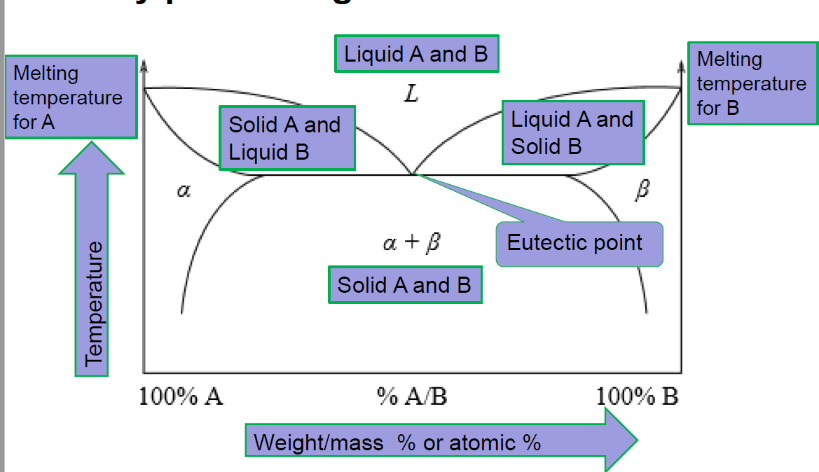 Liquid A and B
Melting
temperature
for A
Melting
temperature
for B
L
Solid A and
Liquid B
Liquid A and
Solid B
α
β
α + β
Eutectic point
Solid A and B
Temperature
100% A
% A/B
100% B
Weight/mass % or atomic %